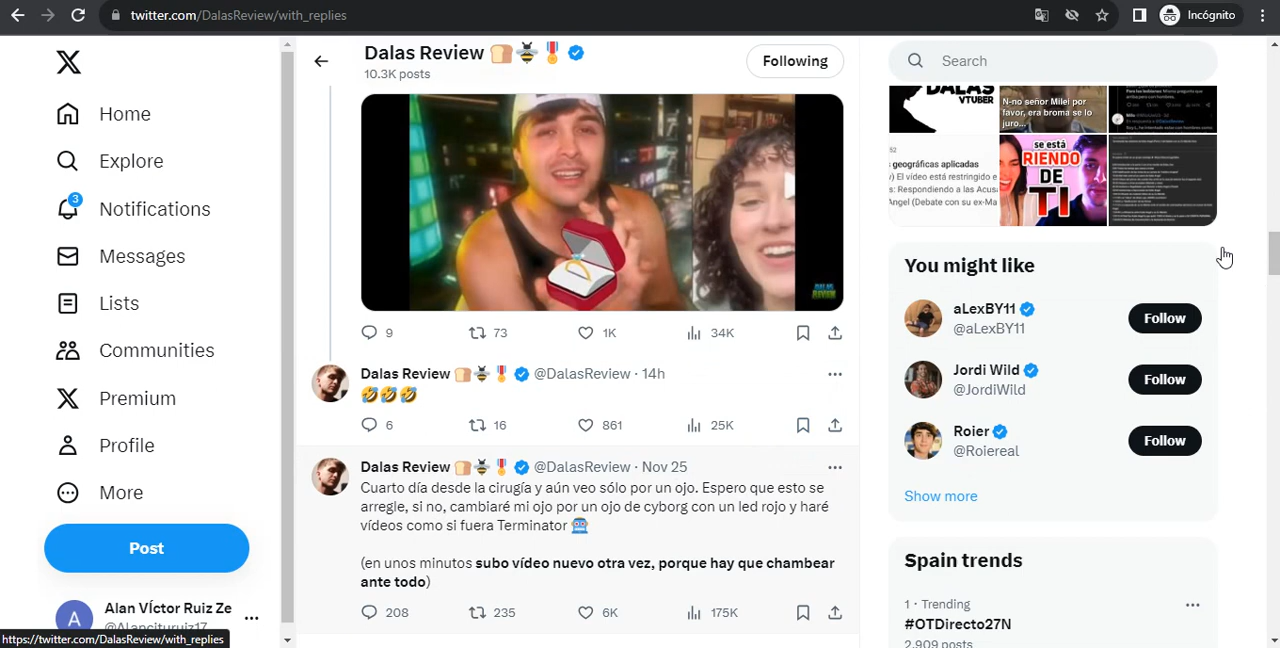 twitter.com/DalasReview/with_replies
Incógnito
Home
Explore
3
Notifications
Messages
Lists
Communities
Premium
Profile
More
Post
Alan Víctor Ruiz Ze
@Alancituruiz17
https://twitter.com/DalasReview/with_replies
Dalas Review
10.3K posts
Following
DALAS
REVIEW
9
73
1K
34K
Dalas Review @DalasReview · 14h
🤣🤣🤣
6
16
861
25K
Dalas Review @DalasReview · Nov 25
Cuarto día desde la cirugía y aún veo sólo por un ojo. Espero que esto se
arregle, si no, cambiaré mi ojo por un ojo de cyborg con un led rojo y haré
vídeos como si fuera Terminator
(en unos minutos subo vídeo nuevo otra vez, porque hay que chambear
ante todo)
208
235
6K
175K
Search
DALAS
VTUBER
N-no señor Milei por
favor, era broma se lo
juro...
geográficas aplicadas
) El vídeo está restringido e
s: Respondiendo a las Acusa
Angel (Debate con su ex-Ma
se está
RIENDO
DE
TI
You might like
aLexBY11
@aLexBY11
Follow
Jordi Wild
@JordiWild
Follow
Roier
@Roiereal
Follow
Show more
Spain trends
1 · Trending
#OTDirecto27N
2,909 posts